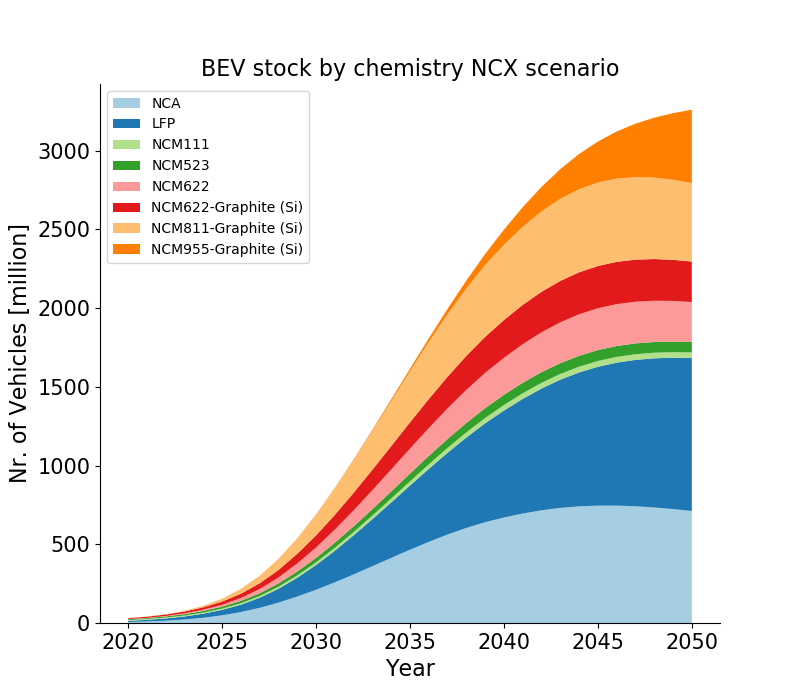 BEV stock by chemistry NCX scenario
NCA
LFP
NCM111
NCM523
NCM622
NCM622-Graphite (Si)
NCM811-Graphite (Si)
NCM955-Graphite (Si)
Nr. of Vehicles [million]
3000
2500
2000
1500
1000
500
0
2020 2025 2030 2035 2040 2045 2050
Year